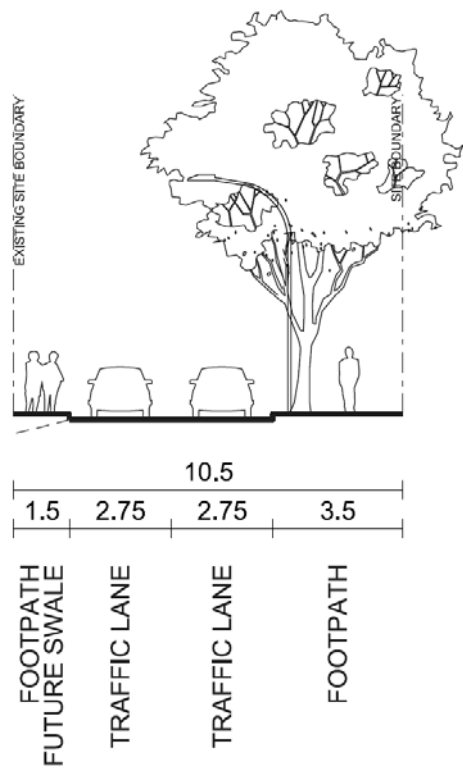 EXISTING SITE BOUNDARY
SITE BOUNDARY
10.5
1.5
2.75
2.75
3.5
FOOTPATH
FUTURE SWALE
TRAFFIC LANE
TRAFFIC LANE
FOOTPATH